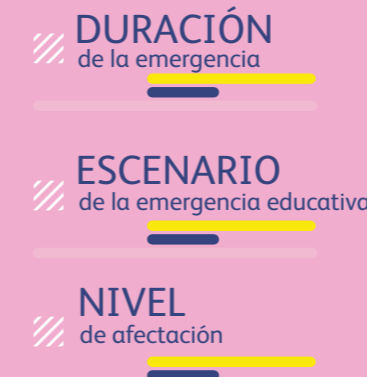 DURACIÓN
de la emergencia
ESCENARIO
de la emergencia educativa
NIVEL
de afectación